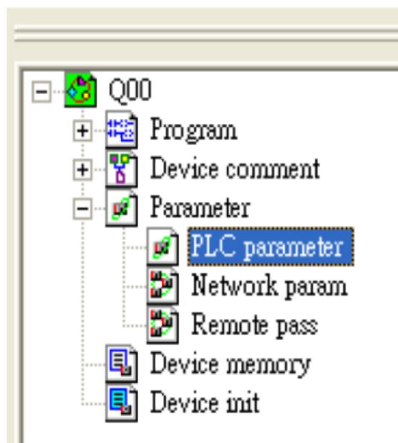 Q00
Program
Device comment
Parameter
PLC parameter
Network param
Remote pass
Device memory
Device init